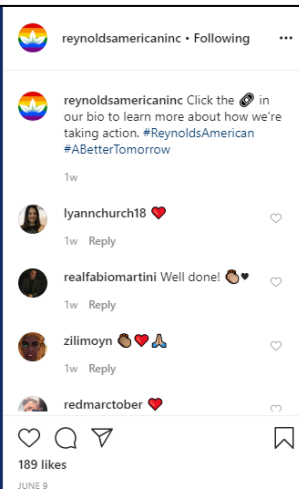 reynoldsamericaninc • Following •••
reynoldsamericaninc Click the 🔗 in
our bio to learn more about how we're
taking action. #ReynoldsAmerican
#ABetterTomorrow
1w
lyannchurch18 ❤️
1w Reply
realfabiomartini Well done! 👏🏽🖤
1w Reply
zilimoyn 👏🏽❤️🙏🏽
1w Reply
redmarctober ❤️
189 likes
JUNE 9